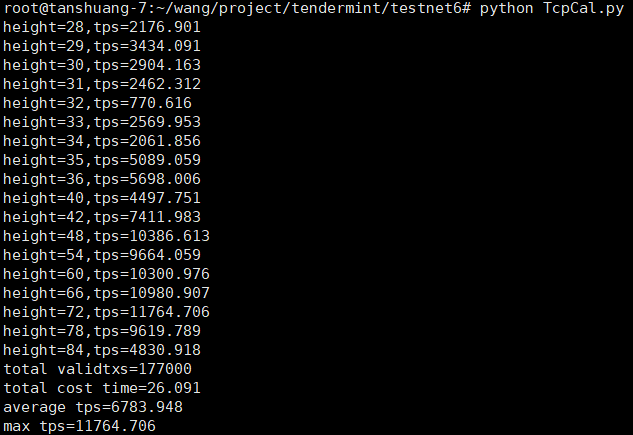 root@tanshuang-7:~/wang/project/tendermint/testnet6# python TcpCal.py
height=28,tps=2176.901
height=29,tps=3434.091
height=30,tps=2904.163
height=31,tps=2462.312
height=32,tps=770.616
height=33,tps=2569.953
height=34,tps=2061.856
height=35,tps=5089.059
height=36,tps=5698.006
height=40,tps=4497.751
height=42,tps=7411.983
height=48,tps=10386.613
height=54,tps=9664.059
height=60,tps=10300.976
height=66,tps=10980.907
height=72,tps=11764.706
height=78,tps=9619.789
height=84,tps=4830.918
total validtxs=177000
total cost time=26.091
average tps=6783.948
max tps=11764.706